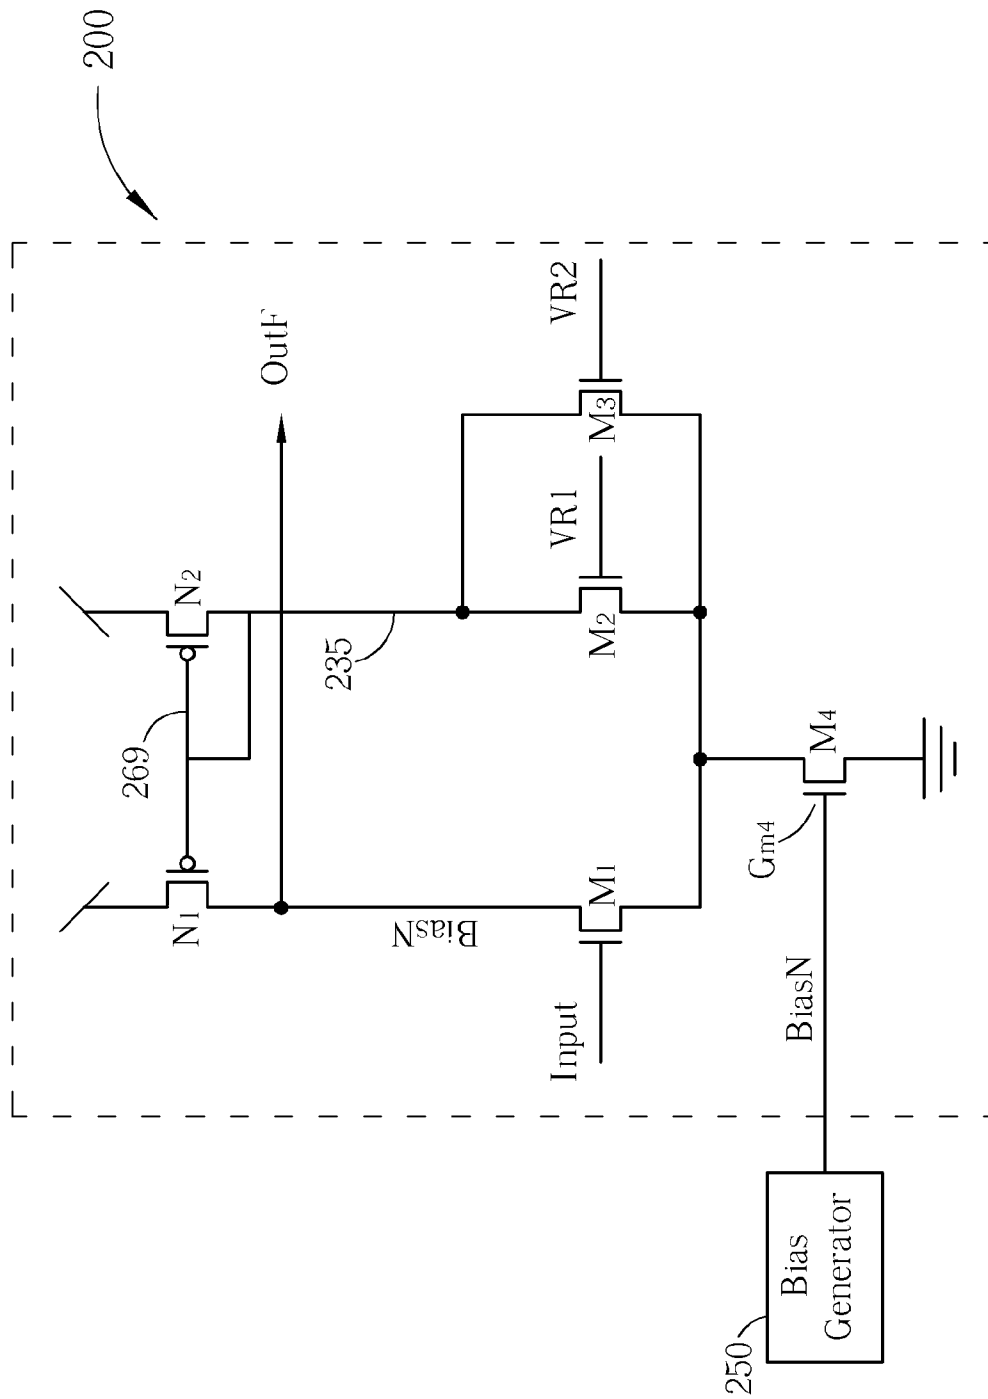 200
N1
N2
269
OutF
235
BiasN
Input
M1
M2
VR1
M3
VR2
Gm4
M4
BiasN
250
Bias
Generator